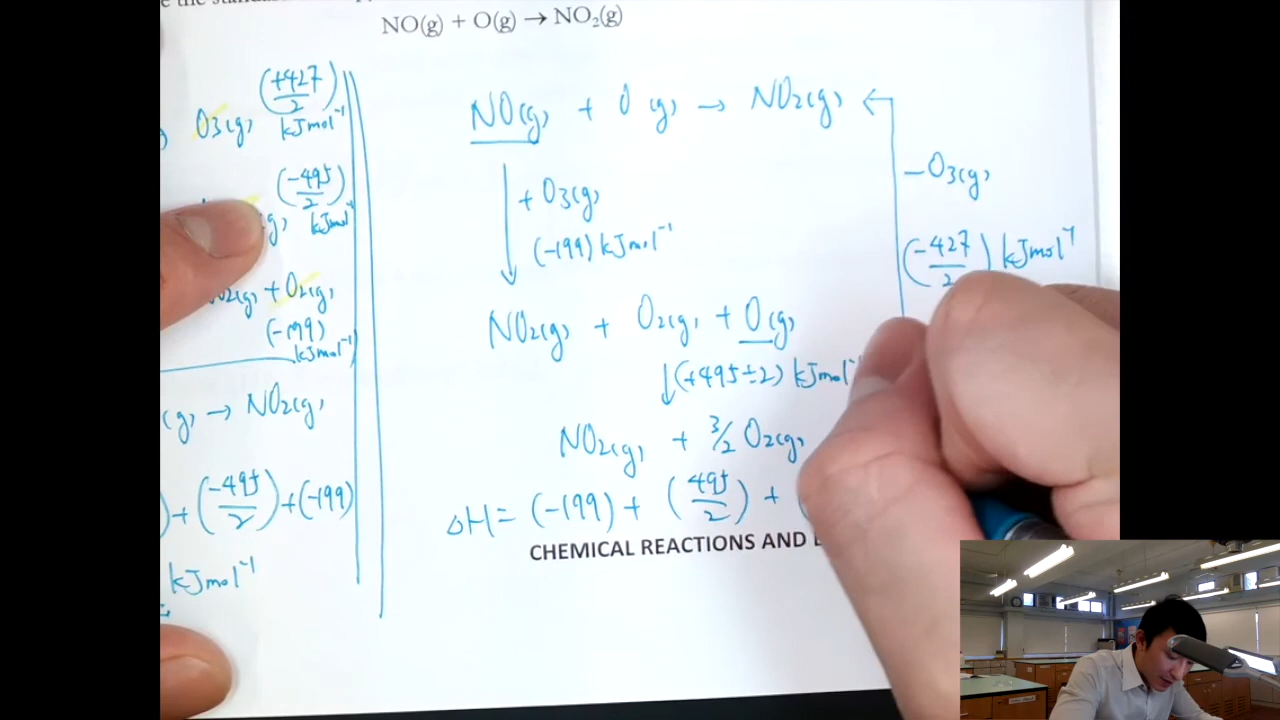 NO(g) + O(g) → NO₂(g)
O3(g) (+427/2) kJmol⁻¹
(-495/2) kJmol⁻¹
+ O2(g)
(-199) kJmol⁻¹
(g) → NO2(g)
) + (-495/2) + (-199)
kJmol⁻¹
NO(g) + O(g) → NO2(g)
+ O3(g)
(-199) kJmol⁻¹
-O3(g)
(-427/2) kJmol⁻¹
NO2(g) + O2(g) + O(g)
(+495÷2) kJmol
NO2(g) + 3/2 O2(g)
ΔH = (-199) + (495/2) + (
CHEMICAL REACTIONS AND